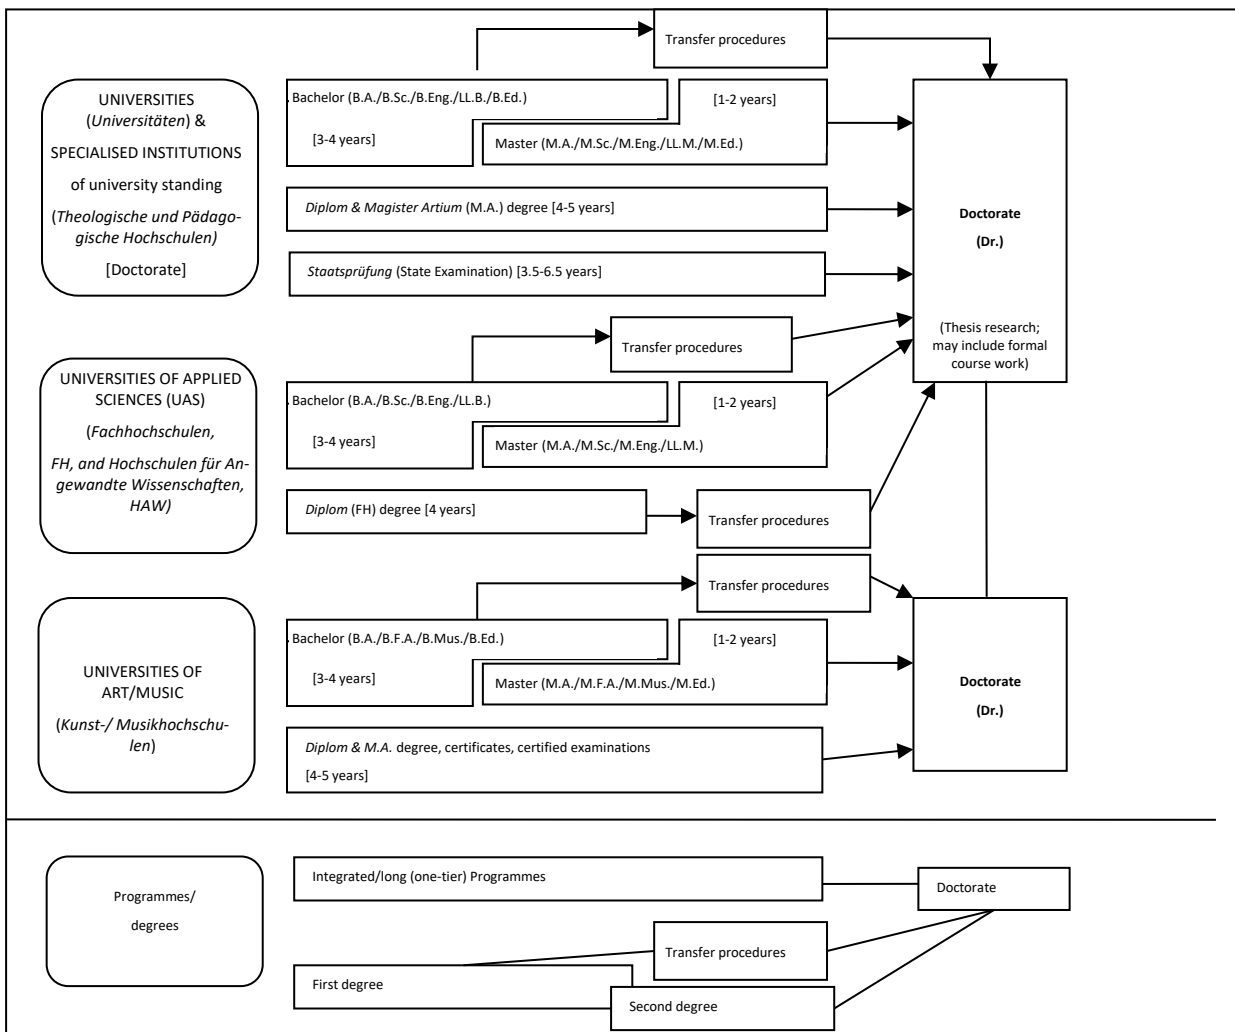 Transfer procedures
UNIVERSITIES
(Universitäten) &
SPECIALISED INSTITUTIONS
of university standing
(Theologische und Pädago-
gische Hochschulen)
[Doctorate]
Bachelor (B.A./B.Sc./B.Eng./LL.B./B.Ed.)
[3-4 years]
[1-2 years]
Master (M.A./M.Sc./M.Eng./LL.M./M.Ed.)
Diplom & Magister Artium (M.A.) degree [4-5 years]
Staatsprüfung (State Examination) [3.5-6.5 years]
Doctorate
(Dr.)
(Thesis research;
may include formal
course work)
Transfer procedures
UNIVERSITIES OF APPLIED
SCIENCES (UAS)
(Fachhochschulen,
FH, and Hochschulen für An-
gewandte Wissenschaften,
HAW)
Bachelor (B.A./B.Sc./B.Eng./LL.B.)
[3-4 years]
[1-2 years]
Master (M.A./M.Sc./M.Eng./LL.M.)
Diplom (FH) degree [4 years]
Transfer procedures
Transfer procedures
UNIVERSITIES OF
ART/MUSIC
(Kunst-/ Musikhochschu-
len)
Bachelor (B.A./B.F.A./B.Mus./B.Ed.)
[3-4 years]
[1-2 years]
Master (M.A./M.F.A./M.Mus./M.Ed.)
Diplom & M.A. degree, certificates, certified examinations
[4-5 years]
Doctorate
(Dr.)
Programmes/
degrees
Integrated/long (one-tier) Programmes
Doctorate
Transfer procedures
First degree
Second degree